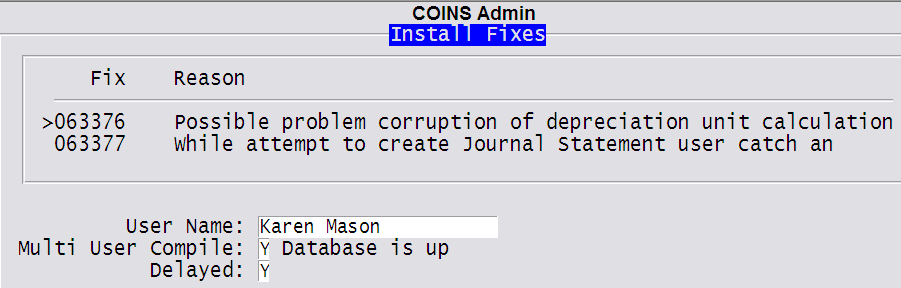 COINS Admin
Install Fixes
Fix Reason
>063376 Possible problem corruption of depreciation unit calculation
063377 While attempt to create Journal Statement user catch an
User Name: Karen Mason
Multi User Compile: Y Database is up
Delayed: Y